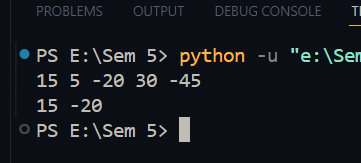 PROBLEMS OUTPUT DEBUG CONSOLE
PS E:\Sem 5> python -u "e:\Sem
15 5 -20 30 -45
15 -20
PS E:\Sem 5>